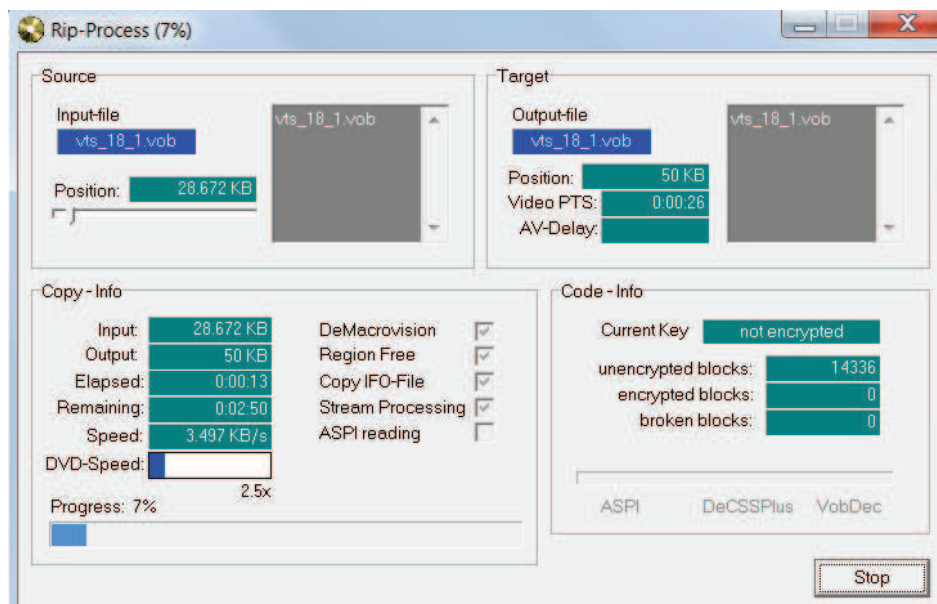 Rip-Process (7%)
Source
Input-file
vts_18_1.vob
vts_18_1.vob
Position: 28.672 KB
Target
Output-file
vts_18_1.vob
vts_18_1.vob
Position: 50 KB
Video PTS: 0:00:26
AV-Delay:
Copy - Info
Input: 28.672 KB
Output: 50 KB
Elapsed: 0:00:13
Remaining: 0:02:50
Speed: 3.497 KB/s
DVD-Speed:
2.5x
DeMacrovision
Region Free
Copy IFO-File
Stream Processing
ASPI reading
Progress: 7%
Code - Info
Current Key not encrypted
unencrypted blocks: 14336
encrypted blocks: 0
broken blocks: 0
ASPI DeCSSPlus VobDec
Stop